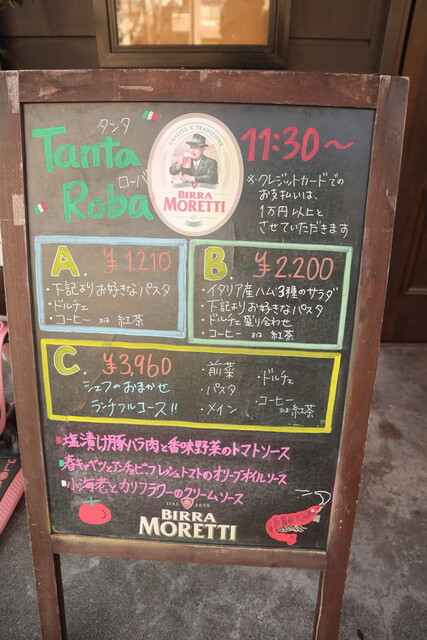 タンタ
Tanta
ローバ
Roba
QUALITÀ E TRADIZIONE
BIRRA
MORETTI
11:30〜
※クレジットカードでの
お支払いは、
1万円以上と
させていただきます
A. ¥1.210
・下記よりお好きなパスタ
・ドルチェ
・コーヒー or 紅茶
B. ¥2.200
・イタリア産ハム3種のサラダ
・下記よりお好きなパスタ
・ドルチェ盛り合わせ
・コーヒー or 紅茶
C. ¥3,960
シェフのおまかせ
ランチフルコース!!
・前菜
・パスタ
・メイン
・ドルチェ
・コーヒー or 紅茶
・塩漬け豚バラ肉と香味野菜のトマトソース
・春キャベツとアンチョビ・フレッシュトマトのオリーブオイルソース
・小海老とカリフラワーのクリームソース
DAL 1859
BIRRA
MORETTI